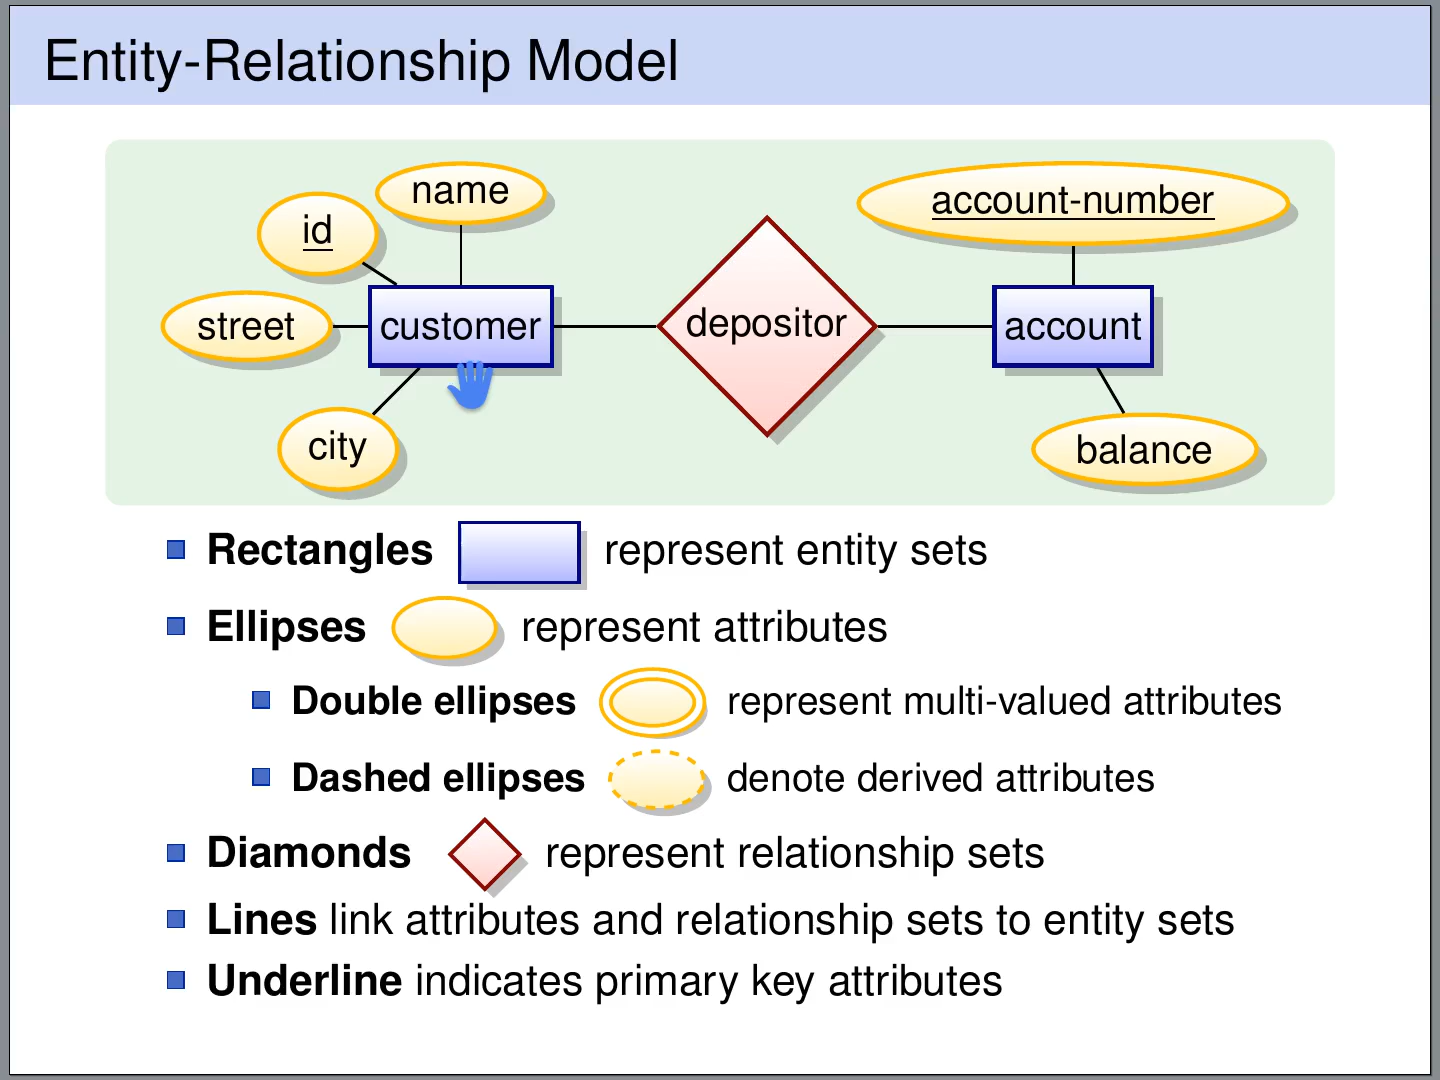 Entity-Relationship Model
name
account-number
id
street
customer
depositor
account
city
balance
Rectangles represent entity sets
Ellipses represent attributes
Double ellipses represent multi-valued attributes
Dashed ellipses denote derived attributes
Diamonds represent relationship sets
Lines link attributes and relationship sets to entity sets
Underline indicates primary key attributes